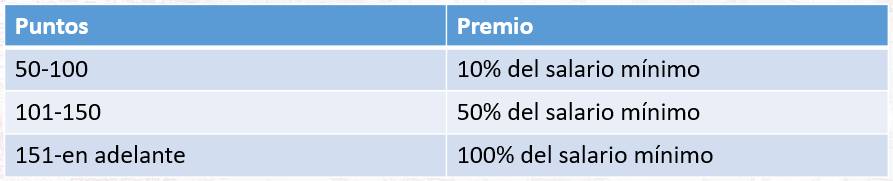 Puntos Premio
50-100 10% del salario mínimo
101-150 50% del salario mínimo
151-en adelante 100% del salario mínimo